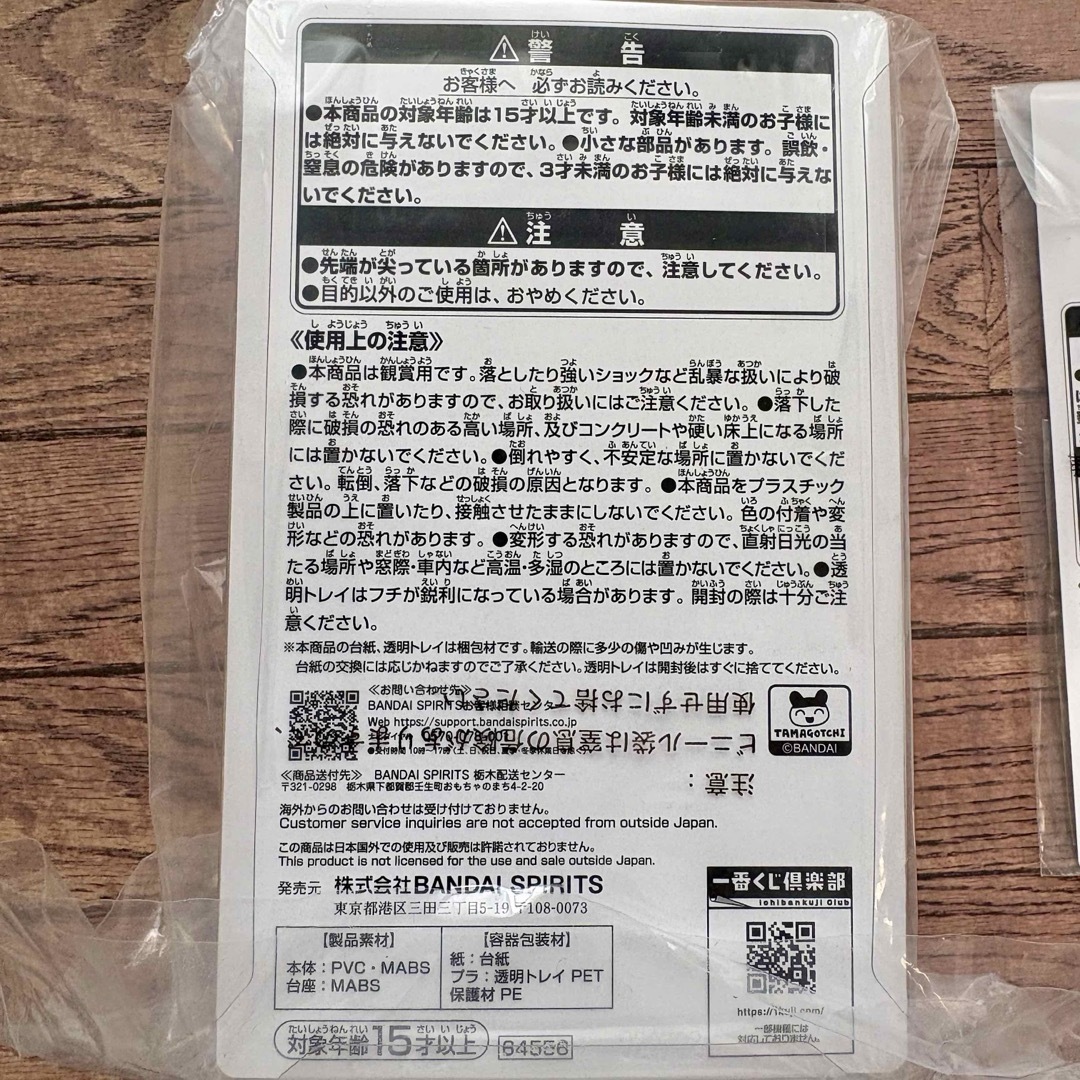 ⚠警告
お客様へ 必ずお読みください。
●本商品の対象年齢は15才以上です。対象年齢未満のお子様に
は絶対に与えないでください。●小さな部品があります。誤飲・
窒息の危険がありますので、3才未満のお子様には絶対に与えな
いでください。
⚠注意
●先端が尖っている箇所がありますので、注意してください。
●目的以外のご使用は、おやめください。
《使用上の注意》
●本商品は観賞用です。落としたり強いショックなど乱暴な扱いにより破
損する恐れがありますので、お取り扱いにはご注意ください。●落下した
際に破損の恐れのある高い場所、及びコンクリートや硬い床上になる場所
には置かないでください。●倒れやすく、不安定な場所に置かないでくだ
さい。転倒、落下などの破損の原因となります。●本商品をプラスチック
製品の上に置いたり、接触させたままにしないでください。色の付着や変
形などの恐れがあります。●変形する恐れがありますので、直射日光の当
たる場所や窓際・車内など高温・多湿のところには置かないでください。●透
明トレイはフチが鋭利になっている場合があります。開封の際は十分ご注
意ください。
※本商品の台紙、透明トレイは梱包材です。輸送の際に多少の傷や凹みが生じます。
台紙の交換には応じかねますのでご了承ください。透明トレイは開封後はすぐに捨ててください。
≪お問い合わせ先≫
BANDAI SPIRITSお客様相談センター
Web https://support.bandaispirits.co.jp
使用せずにお捨てください
ビニール袋は窒息の危険があります
注意：
TAMAGOTCHI
©BANDAI
≪商品送付先≫ BANDAI SPIRITS 栃木配送センター
〒321-0298 栃木県下都賀郡壬生町おもちゃのまち4-2-20
海外からのお問い合わせは受け付けておりません。
Customer service inquiries are not accepted from outside Japan.
この商品は日本国外での使用及び販売は許諾されておりません。
This product is not licensed for the use and sale outside Japan.
発売元 株式会社BANDAI SPIRITS
東京都港区三田三丁目5-19 〒108-0073
【製品素材】
本体：PVC・MABS
台座：MABS
【容器包装材】
紙：台紙
プラ：透明トレイ PET
保護材 PE
一番くじ倶楽部
Ichibankuji Club
https://1kuji.com/
対象年齢15才以上
64556